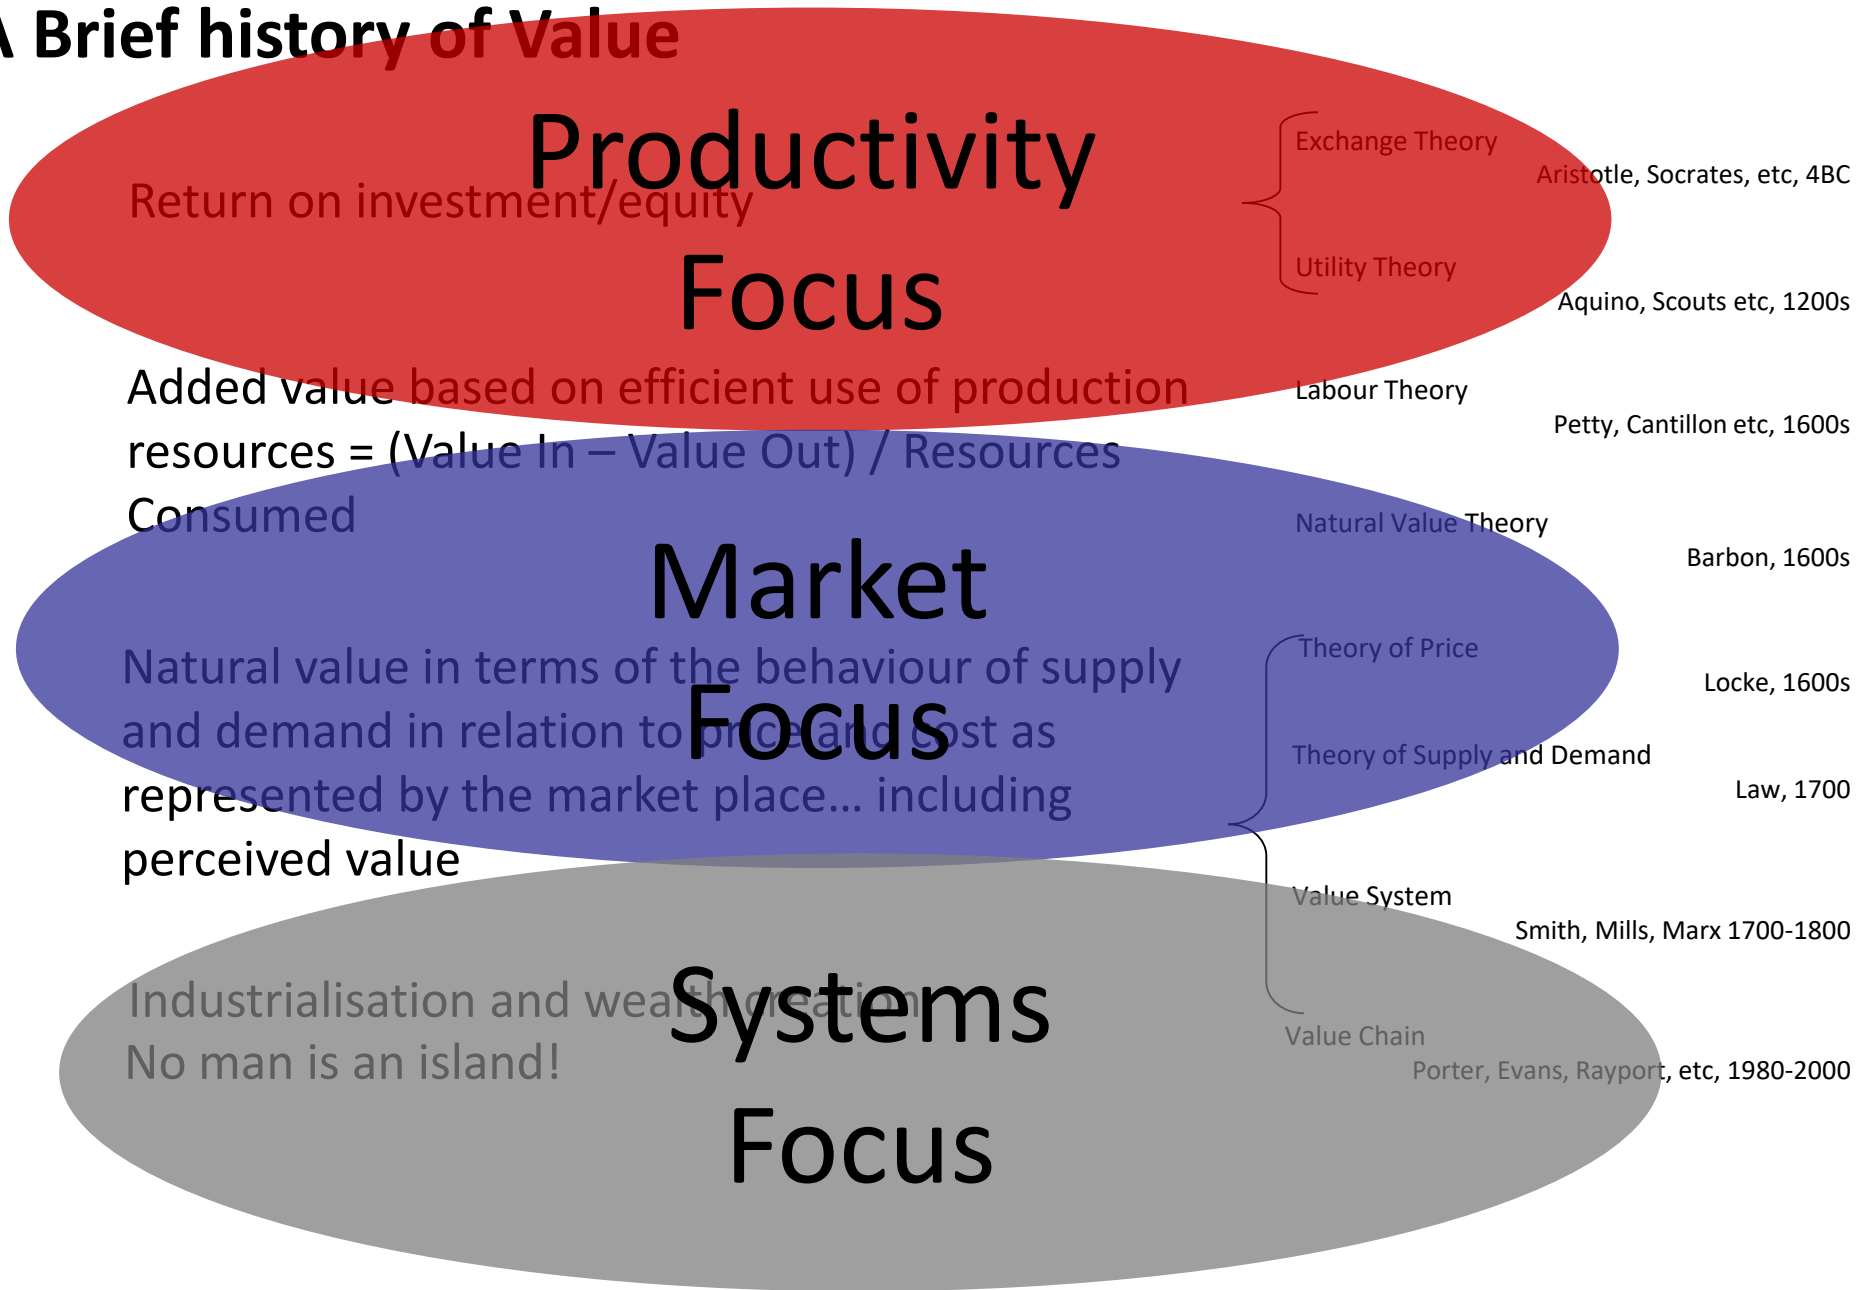 A Brief history of Value
Productivity
Focus
Return on investment/equity
Exchange Theory
Aristotle, Socrates, etc, 4BC
Utility Theory
Aquino, Scouts etc, 1200s
Added value based on efficient use of production
resources = (Value In – Value Out) / Resources
Consumed
Labour Theory
Petty, Cantillon etc, 1600s
Natural Value Theory
Barbon, 1600s
Market
Focus
Natural value in terms of the behaviour of supply
and demand in relation to price and cost as
represented by the market place… including
perceived value
Theory of Price
Locke, 1600s
Theory of Supply and Demand
Law, 1700
Value System
Smith, Mills, Marx 1700-1800
Systems
Focus
Industrialisation and wealth creation
No man is an island!
Value Chain
Porter, Evans, Rayport, etc, 1980-2000